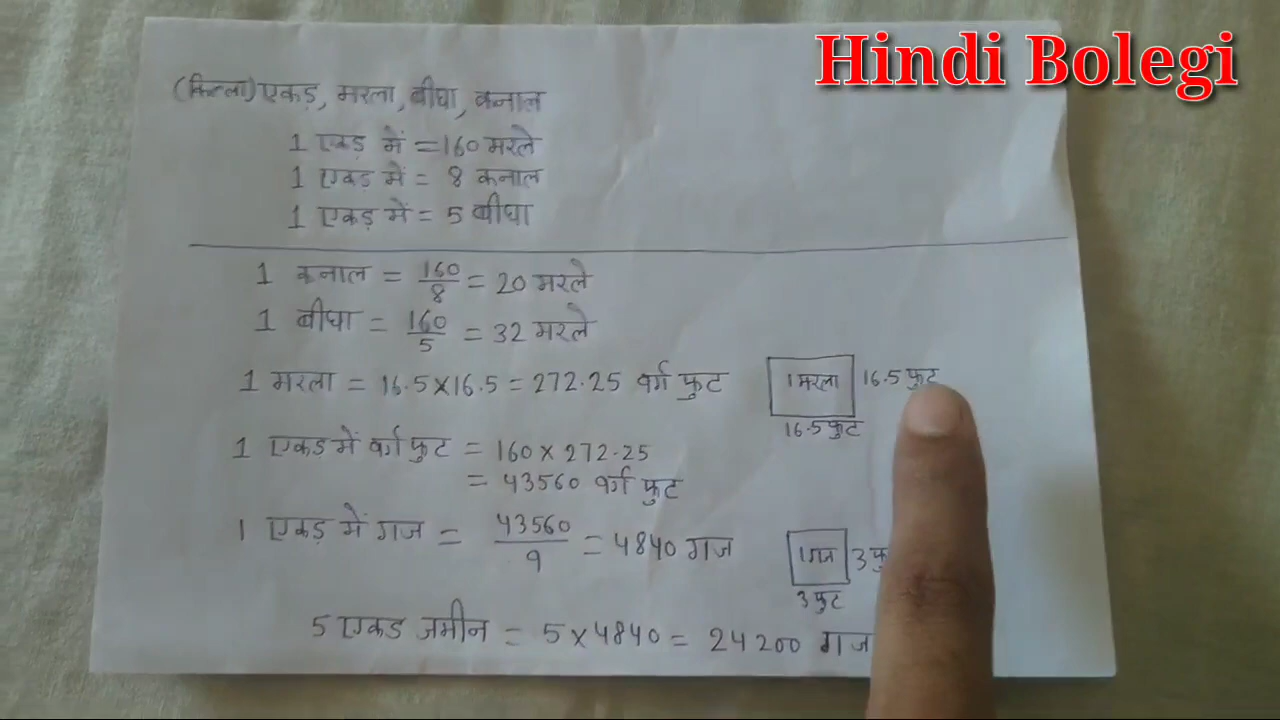 Hindi Bolegi
(किल्ला) एकड़, मरला, बीघा, कनाल
1 एकड़ में = 160 मरले
1 एकड़ में = 8 कनाल
1 एकड़ में = 5 बीघा
1 कनाल = 160/8 = 20 मरले
1 बीघा = 160/5 = 32 मरले
1 मरला = 16.5×16.5 = 272.25 वर्ग फुट
1 मरला 16.5 फुट
16.5 फुट
1 एकड़ में वर्ग फुट = 160 × 272.25
= 43560 वर्ग फुट
1 एकड़ में गज = 43560/9 = 4840 गज
1 गज 3 फु
3 फुट
5 एकड जमीन = 5 × 4840 = 24200 गज